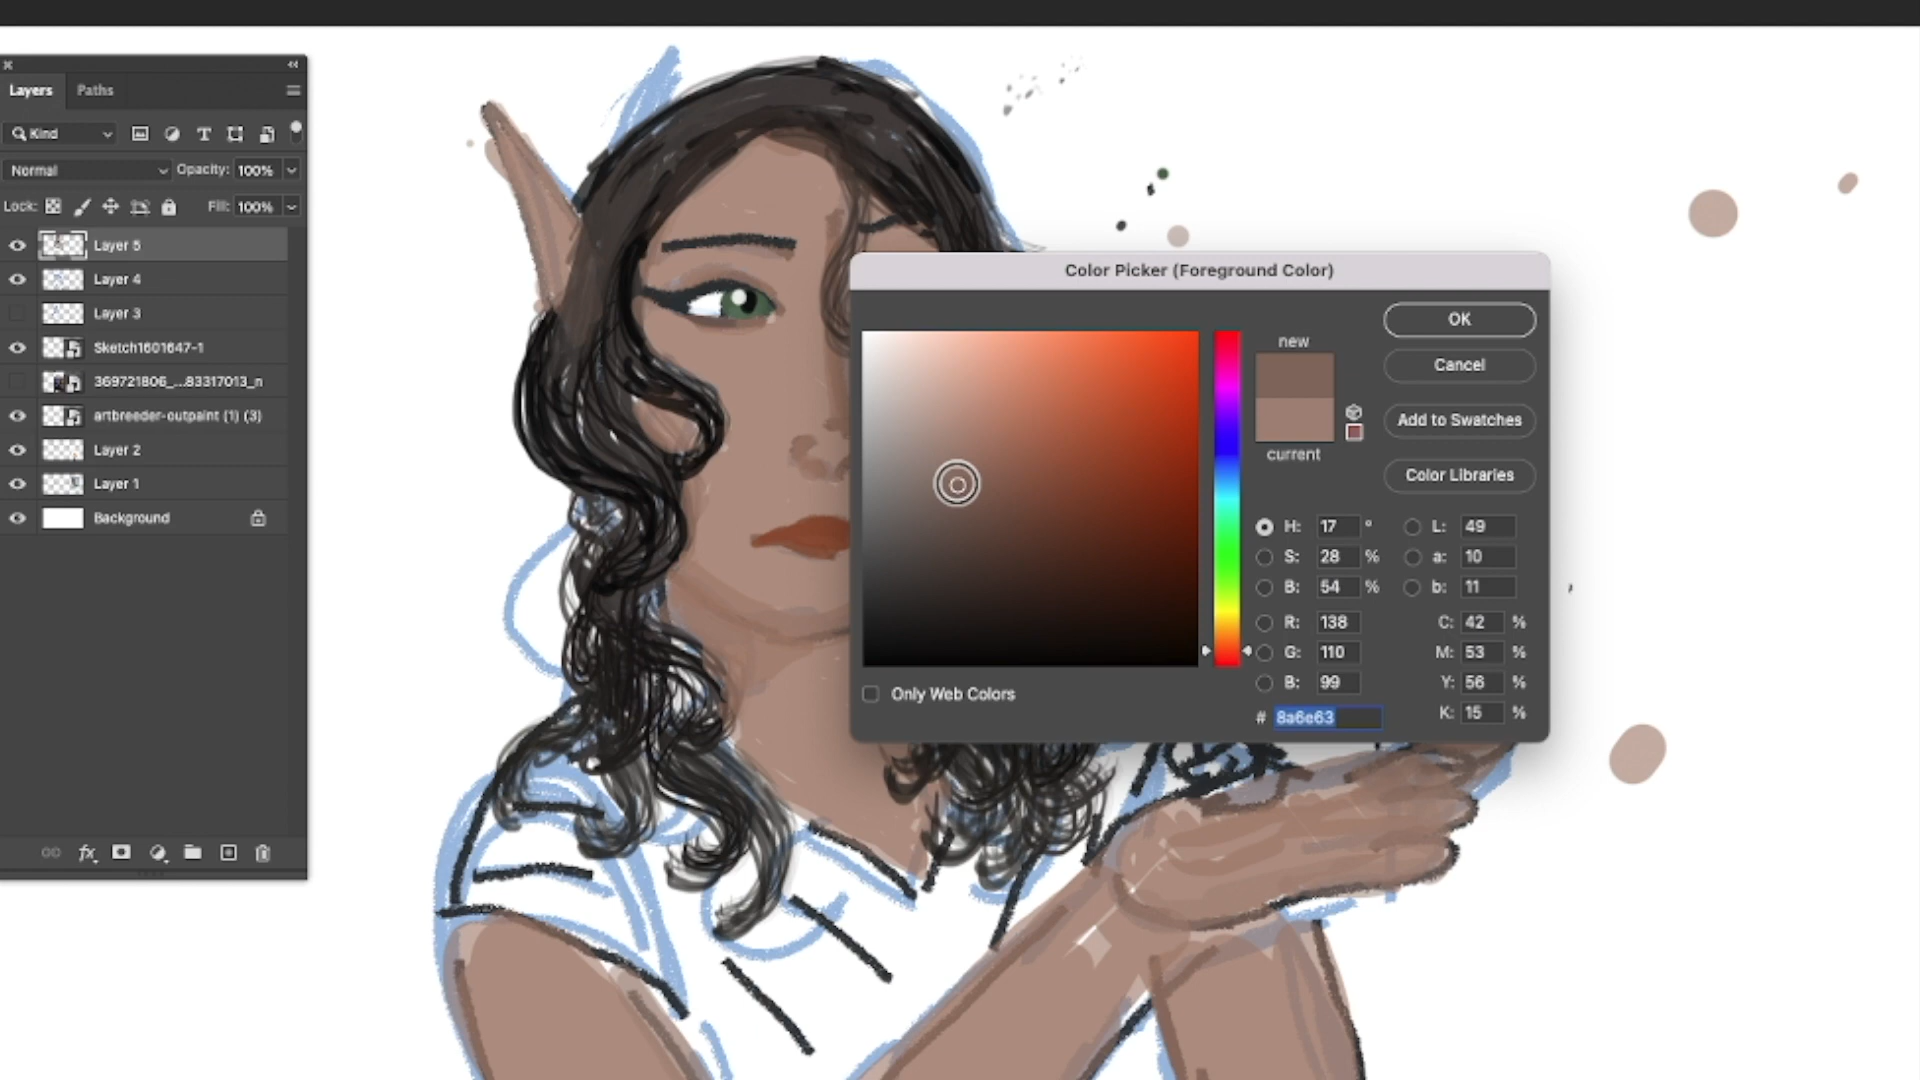 Layers Paths
Kind
Normal Opacity: 100%
Lock: Fill: 100%
Layer 5
Layer 4
Layer 3
Sketch1601647-1
369721806_...83317013_n
artbreeder-outpaint (1) (3)
Layer 2
Layer 1
Background
fx
Color Picker (Foreground Color)
new
current
OK
Cancel
Add to Swatches
Color Libraries
H: 17 ° L: 49
S: 28 % a: 10
B: 54 % b: 11
R: 138 C: 42 %
G: 110 M: 53 %
B: 99 Y: 56 %
# 8a6e63 K: 15 %
Only Web Colors